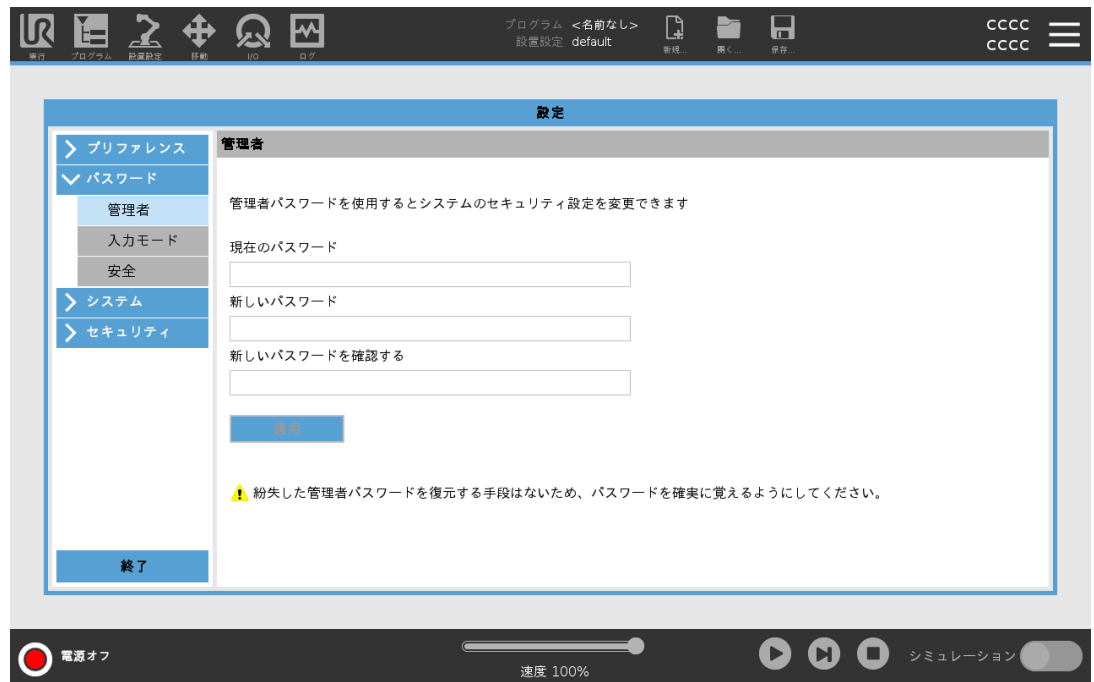 実行
プログラム
設置設定
移動
I/O
ログ
プログラム <名前なし>
設置設定 default
新規...
開く...
保存...
cccc
cccc
設定
プリファレンス
パスワード
管理者
入力モード
安全
システム
セキュリティ
終了
管理者
管理者パスワードを使用するとシステムのセキュリティ設定を変更できます
現在のパスワード
新しいパスワード
新しいパスワードを確認する
適用
紛失した管理者パスワードを復元する手段はないため、パスワードを確実に覚えるようにしてください。
電源オフ
速度 100%
シミュレーション